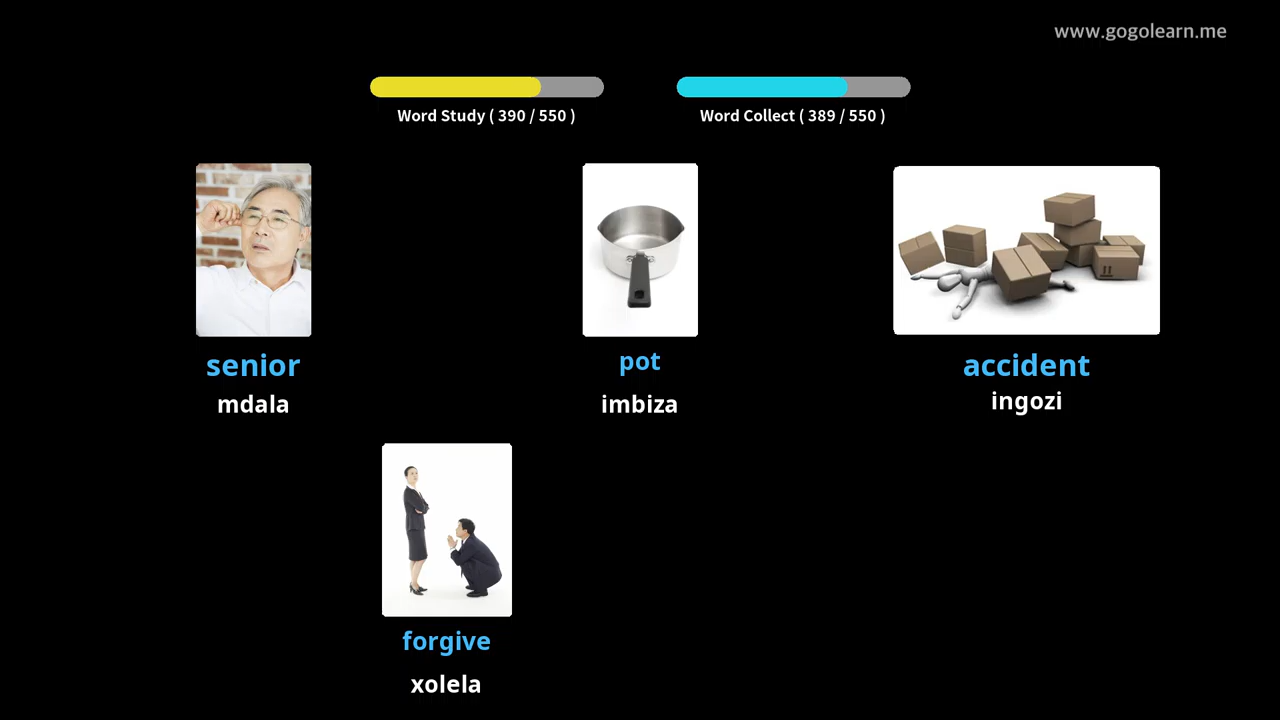 www.gogolearn.me
Word Study ( 390 / 550 )
Word Collect ( 389 / 550 )
senior
mdala
pot
imbiza
accident
ingozi
forgive
xolela